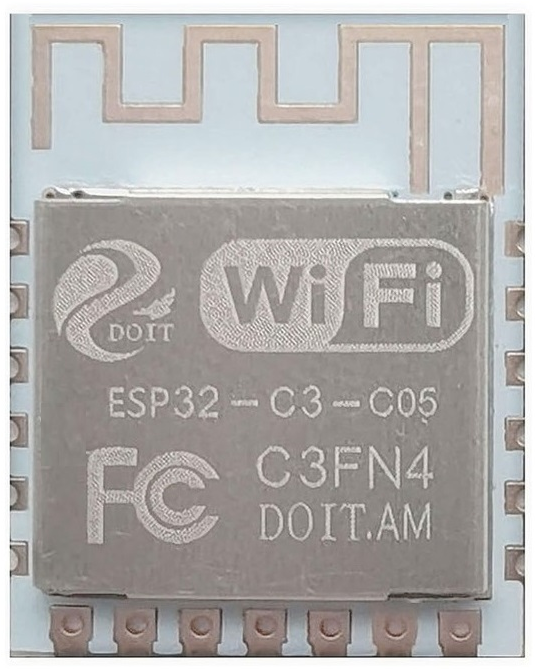 WiFi
DOIT
ESP32-C3-C05
FC
C3FN4
DOIT.AM